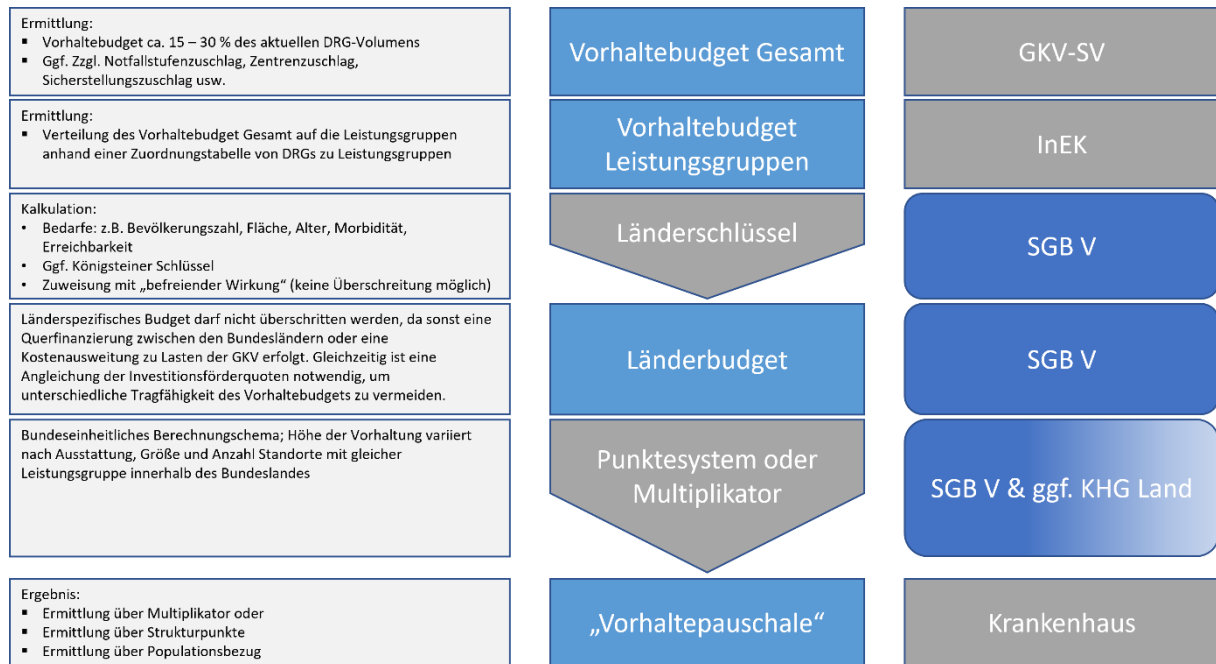 Ermittlung:
▪ Vorhaltebudget ca. 15 – 30 % des aktuellen DRG-Volumens
▪ Ggf. Zzgl. Notfallstufenzuschlag, Zentrenzuschlag,
Sicherstellungszuschlag usw.
Vorhaltebudget Gesamt
GKV-SV
Ermittlung:
▪ Verteilung des Vorhaltebudget Gesamt auf die Leistungsgruppen
anhand einer Zuordnungstabelle von DRGs zu Leistungsgruppen
Vorhaltebudget
Leistungsgruppen
InEK
Kalkulation:
• Bedarfe: z.B. Bevölkerungszahl, Fläche, Alter, Morbidität,
Erreichbarkeit
• Ggf. Königsteiner Schlüssel
• Zuweisung mit „befreiender Wirkung“ (keine Überschreitung möglich)
Länderschlüssel
SGB V
Länderspezifisches Budget darf nicht überschritten werden, da sonst eine
Querfinanzierung zwischen den Bundesländern oder eine
Kostenausweitung zu Lasten der GKV erfolgt. Gleichzeitig ist eine
Angleichung der Investitionsförderquoten notwendig, um
unterschiedliche Tragfähigkeit des Vorhaltebudgets zu vermeiden.
Länderbudget
SGB V
Bundeseinheitliches Berechnungschema; Höhe der Vorhaltung variiert
nach Ausstattung, Größe und Anzahl Standorte mit gleicher
Leistungsgruppe innerhalb des Bundeslandes
Punktesystem oder
Multiplikator
SGB V & ggf. KHG Land
Ergebnis:
▪ Ermittlung über Multiplikator oder
▪ Ermittlung über Strukturpunkte
▪ Ermittlung über Populationsbezug
„Vorhaltepauschale“
Krankenhaus